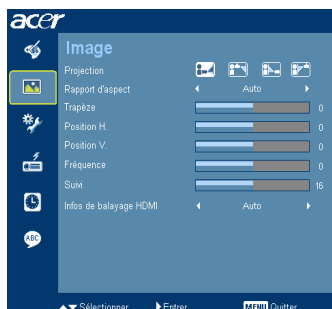 acer
Image
Projection
Rapport d'aspect Auto
Trapèze 0
Position H. 0
Position V. 0
Fréquence 0
Suivi 16
Infos de balayage HDMI Auto
ABC
Sélectionner Entrer MENU Quitter